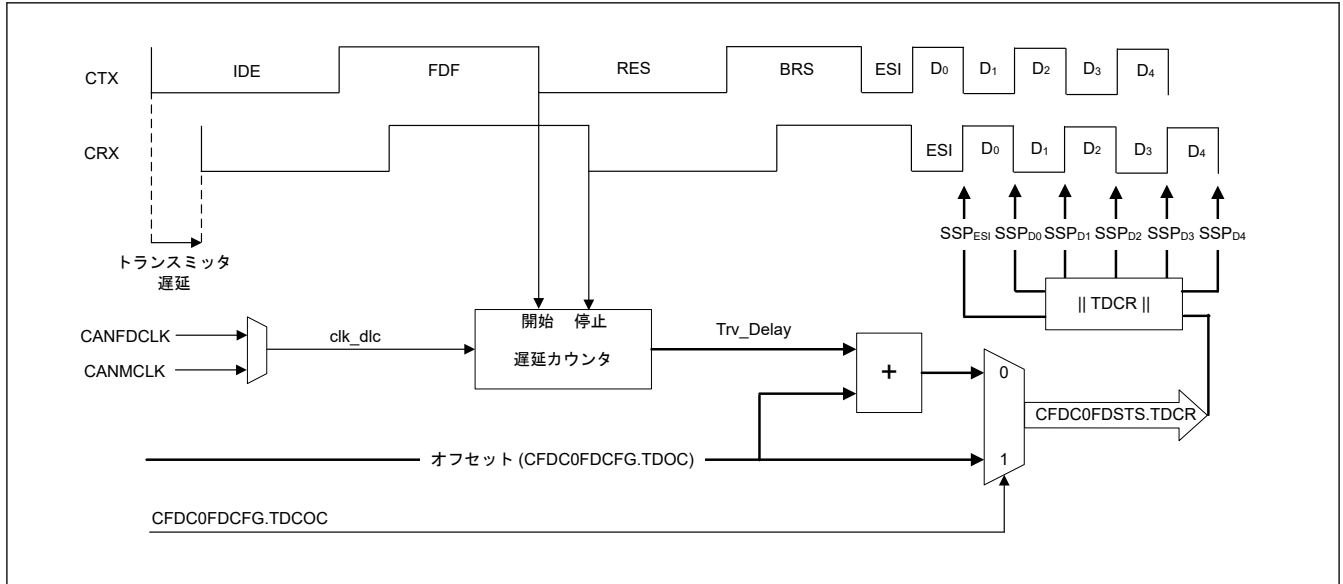 CTX IDE FDF RES BRS ESI D0 D1 D2 D3 D4
CRX ESI D0 D1 D2 D3 D4
SSPESI SSPD0 SSPD1 SSPD2 SSPD3 SSPD4
トランスミッタ
遅延
|| TDCR ||
開始 停止
CANFDCLK
clk_dlc
遅延カウンタ
Trv_Delay
CANMCLK
+
0
CFDC0FDSTS.TDCR
オフセット (CFDC0FDCFG.TDOC)
1
CFDC0FDCFG.TDCOC